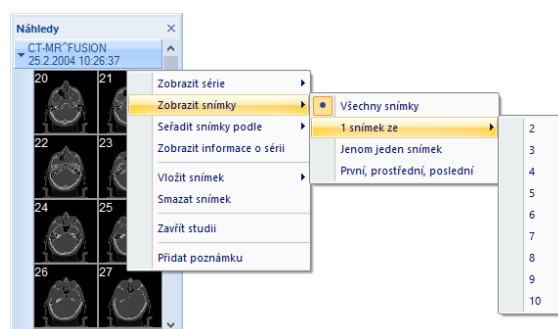 Náhledy
CT-MR^FUSION
25.2.2004 10:26:37
20 21
22 23
24 25
26 27
Zobrazit série
Zobrazit snímky
Seřadit snímky podle
Zobrazit informace o sérii
Vložit snímek
Smazat snímek
Zavřít studii
Přidat poznámku
Všechny snímky
1 snímek ze
Jenom jeden snímek
První, prostřední, poslední
2
3
4
5
6
7
8
9
10